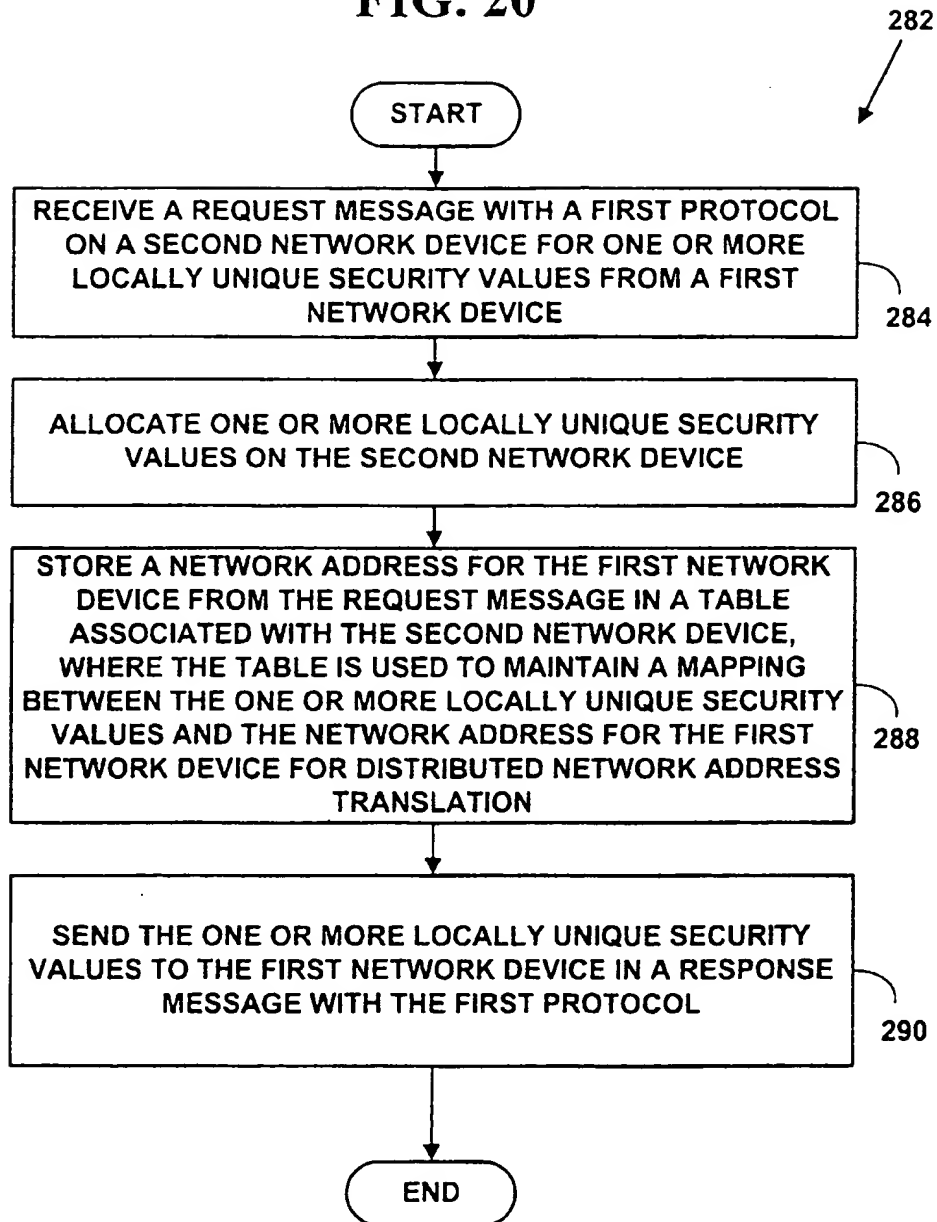 FIG. 20
282
START
RECEIVE A REQUEST MESSAGE WITH A FIRST PROTOCOL
ON A SECOND NETWORK DEVICE FOR ONE OR MORE
LOCALLY UNIQUE SECURITY VALUES FROM A FIRST
NETWORK DEVICE
284
ALLOCATE ONE OR MORE LOCALLY UNIQUE SECURITY
VALUES ON THE SECOND NETWORK DEVICE
286
STORE A NETWORK ADDRESS FOR THE FIRST NETWORK
DEVICE FROM THE REQUEST MESSAGE IN A TABLE
ASSOCIATED WITH THE SECOND NETWORK DEVICE,
WHERE THE TABLE IS USED TO MAINTAIN A MAPPING
BETWEEN THE ONE OR MORE LOCALLY UNIQUE SECURITY
VALUES AND THE NETWORK ADDRESS FOR THE FIRST
NETWORK DEVICE FOR DISTRIBUTED NETWORK ADDRESS
TRANSLATION
288
SEND THE ONE OR MORE LOCALLY UNIQUE SECURITY
VALUES TO THE FIRST NETWORK DEVICE IN A RESPONSE
MESSAGE WITH THE FIRST PROTOCOL
290
END